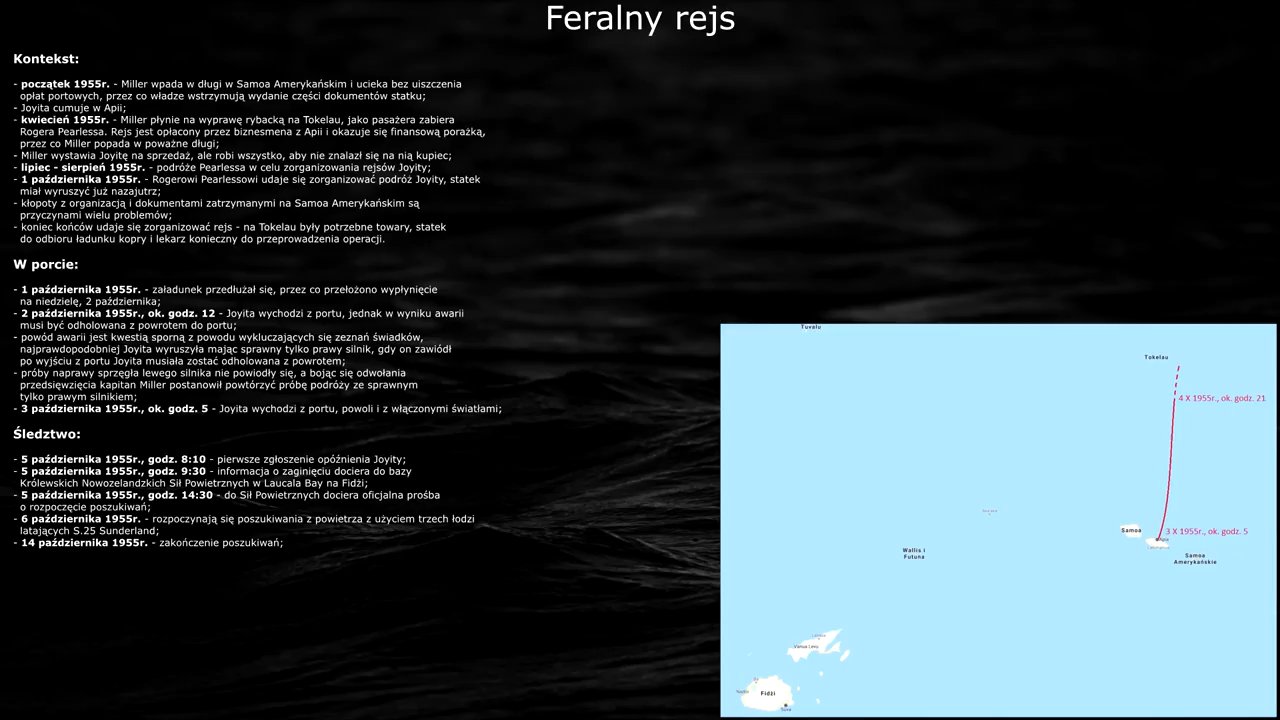 Feralny rejs
Kontekst:
- początek 1955r. - Miller wpada w długi w Samoa Amerykańskim i ucieka bez uiszczenia
opłat portowych, przez co władze wstrzymują wydanie części dokumentów statku;
- Joyita cumuje w Apii;
- kwiecień 1955r. - Miller płynie na wyprawę rybacką na Tokelau, jako pasażera zabiera
Rogera Pearlessa. Rejs jest opłacony przez biznesmena z Apii i okazuje się finansową porażką,
przez co Miller popada w poważne długi;
- Miller wystawia Joyitę na sprzedaż, ale robi wszystko, aby nie znalazł się na nią kupiec;
- lipiec - sierpień 1955r. - podróże Pearlessa w celu zorganizowania rejsów Joyity;
- 1 października 1955r. - Rogerowi Pearlessowi udaje się zorganizować podróż Joyity, statek
miał wyruszyć już nazajutrz;
- kłopoty z organizacją i dokumentami zatrzymanymi na Samoa Amerykańskim są
przyczynami wielu problemów;
- koniec końców udaje się zorganizować rejs - na Tokelau były potrzebne towary, statek
do odbioru ładunku kopry i lekarz konieczny do przeprowadzenia operacji.
W porcie:
- 1 października 1955r. - załadunek przedłużał się, przez co przełożono wypłynięcie
na niedzielę, 2 października;
- 2 października 1955r., ok. godz. 12 - Joyita wychodzi z portu, jednak w wyniku awarii
musi być odholowana z powrotem do portu;
- powód awarii jest kwestią sporną z powodu wykluczających się zeznań świadków,
najprawdopodobniej Joyita wyruszyła mając sprawny tylko prawy silnik, gdy on zawiódł
po wyjściu z portu Joyita musiała zostać odholowana z powrotem;
- próby naprawy sprzęgła lewego silnika nie powiodły się, a bojąc się odwołania
przedsięwzięcia kapitan Miller postanowił powtórzyć próbę podróży ze sprawnym
tylko prawym silnikiem;
- 3 października 1955r., ok. godz. 5 - Joyita wychodzi z portu, powoli i z włączonymi światłami;
Śledztwo:
- 5 października 1955r., godz. 8:10 - pierwsze zgłoszenie opóźnienia Joyity;
- 5 października 1955r., godz. 9:30 - informacja o zaginięciu dociera do bazy
Królewskich Nowozelandzkich Sił Powietrznych w Laucala Bay na Fidżi;
- 5 października 1955r., godz. 14:30 - do Sił Powietrznych dociera oficjalna prośba
o rozpoczęcie poszukiwań;
- 6 października 1955r. - rozpoczynają się poszukiwania z powietrza z użyciem trzech łodzi
latających S.25 Sunderland;
- 14 października 1955r. - zakończenie poszukiwań;
Tuvalu
Tokelau
4 X 1955r., ok. godz. 21
Samoa
3 X 1955r., ok. godz. 5
Wallis i
Futuna
Samoa
Amerykańskie
Vanua Levu
Fidżi
Suva